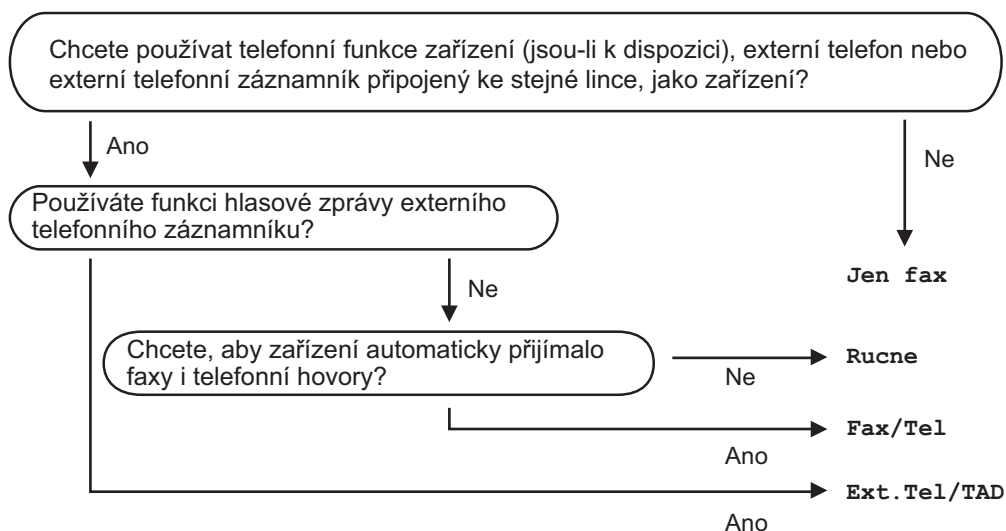 Chcete používat telefonní funkce zařízení (jsou-li k dispozici), externí telefon nebo
externí telefonní záznamník připojený ke stejné lince, jako zařízení?
Ano
Ne
Používáte funkci hlasové zprávy externího
telefonního záznamníku?
Jen fax
Ne
Chcete, aby zařízení automaticky přijímalo
faxy i telefonní hovory?
Ne
Rucne
Fax/Tel
Ano
Ext.Tel/TAD
Ano